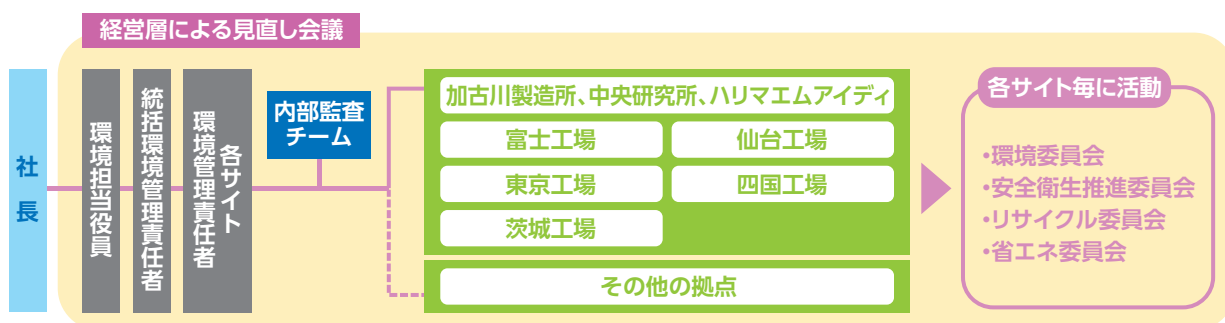 経営層による見直し会議
社長
環境担当役員
統括環境管理責任者
各サイト
環境管理責任者
内部監査
チーム
加古川製造所、中央研究所、ハリマエムアイディ
富士工場
仙台工場
東京工場
四国工場
茨城工場
その他の拠点
各サイト毎に活動
・環境委員会
・安全衛生推進委員会
・リサイクル委員会
・省エネ委員会